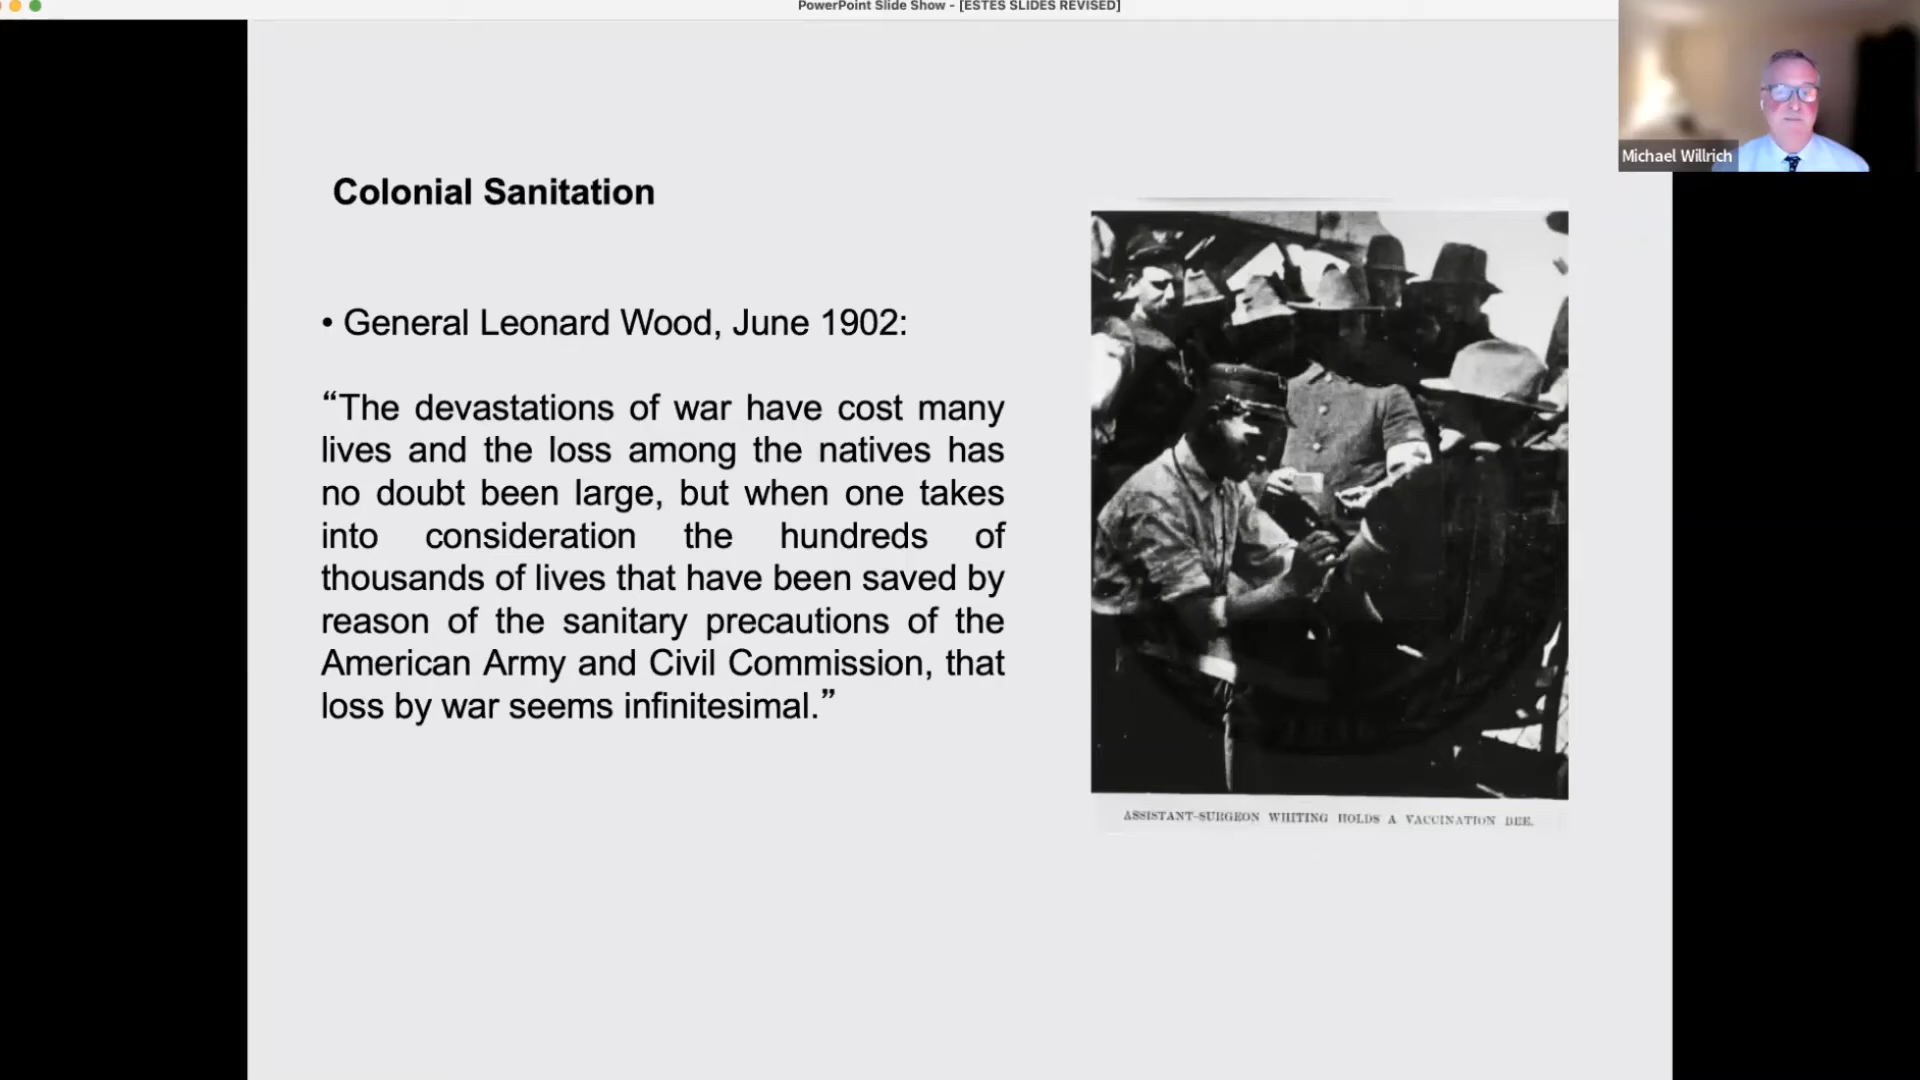 PowerPoint Slide Show - [ESTES SLIDES REVISED]
Michael Willrich
Colonial Sanitation
• General Leonard Wood, June 1902:
“The devastations of war have cost many
lives and the loss among the natives has
no doubt been large, but when one takes
into consideration the hundreds of
thousands of lives that have been saved by
reason of the sanitary precautions of the
American Army and Civil Commission, that
loss by war seems infinitesimal.”
ASSISTANT-SURGEON WHITING HOLDS A VACCINATION BEE.